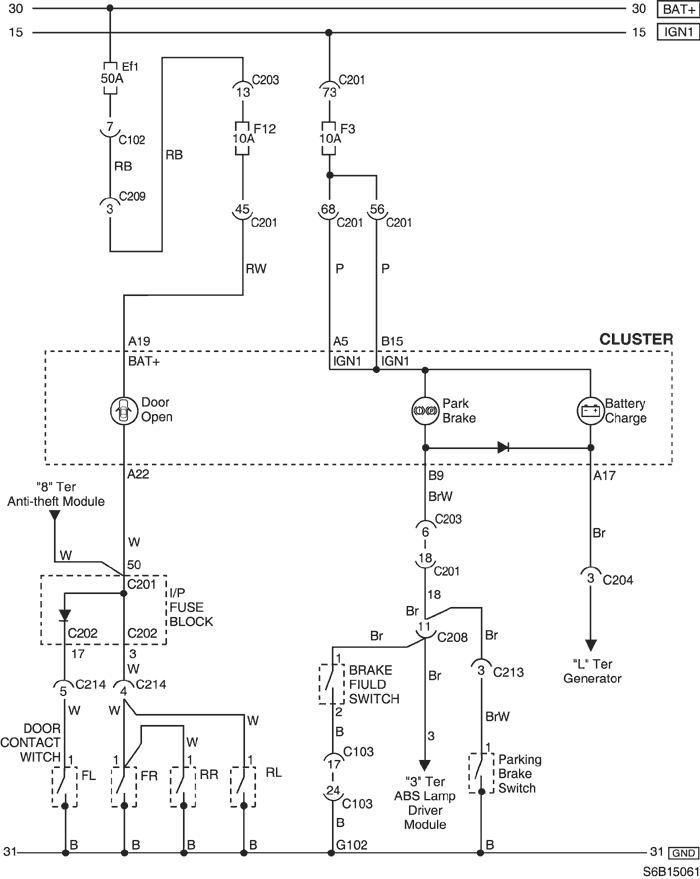 30 30 BAT+
15 15 IGN1
Ef1
50A
C203
13
C201
73
7
C102
F12
10A
F3
10A
RB
RB
C209
3
45
C201
68
C201
56
C201
RW
P
P
A19
A5
B15
CLUSTER
BAT+
IGN1
IGN1
Door
Open
Park
Brake
Battery
Charge
A22
B9
A17
"8" Ter
Anti-theft Module
BrW
W
W
50
C201
C203
6
18
C201
Br
3
C204
I/P
FUSE
BLOCK
C202
C202
17
3
18
Br
11
C208
Br
Br
"L" Ter
Generator
W
5
C214
4
C214
1
BRAKE
FIULD
SWITCH
2
Br
3
C213
W
W
W
W
BrW
DOOR
CONTACT
WITCH
B
C103
17
3
1
Parking
Brake
Switch
1
FL
1
FR
1
RR
1
RL
24
C103
"3" Ter
ABS Lamp
Driver
Module
B
B
B
B
B
B
G102
B
31 31 GND
S6B15061